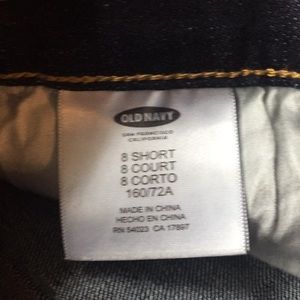 OLD NAVY
SAN FRANCISCO
CALIFORNIA
8 SHORT
8 COURT
8 CORTO
160/72A
MADE IN CHINA
HECHO EN CHINA
RN 54023 CA 17897